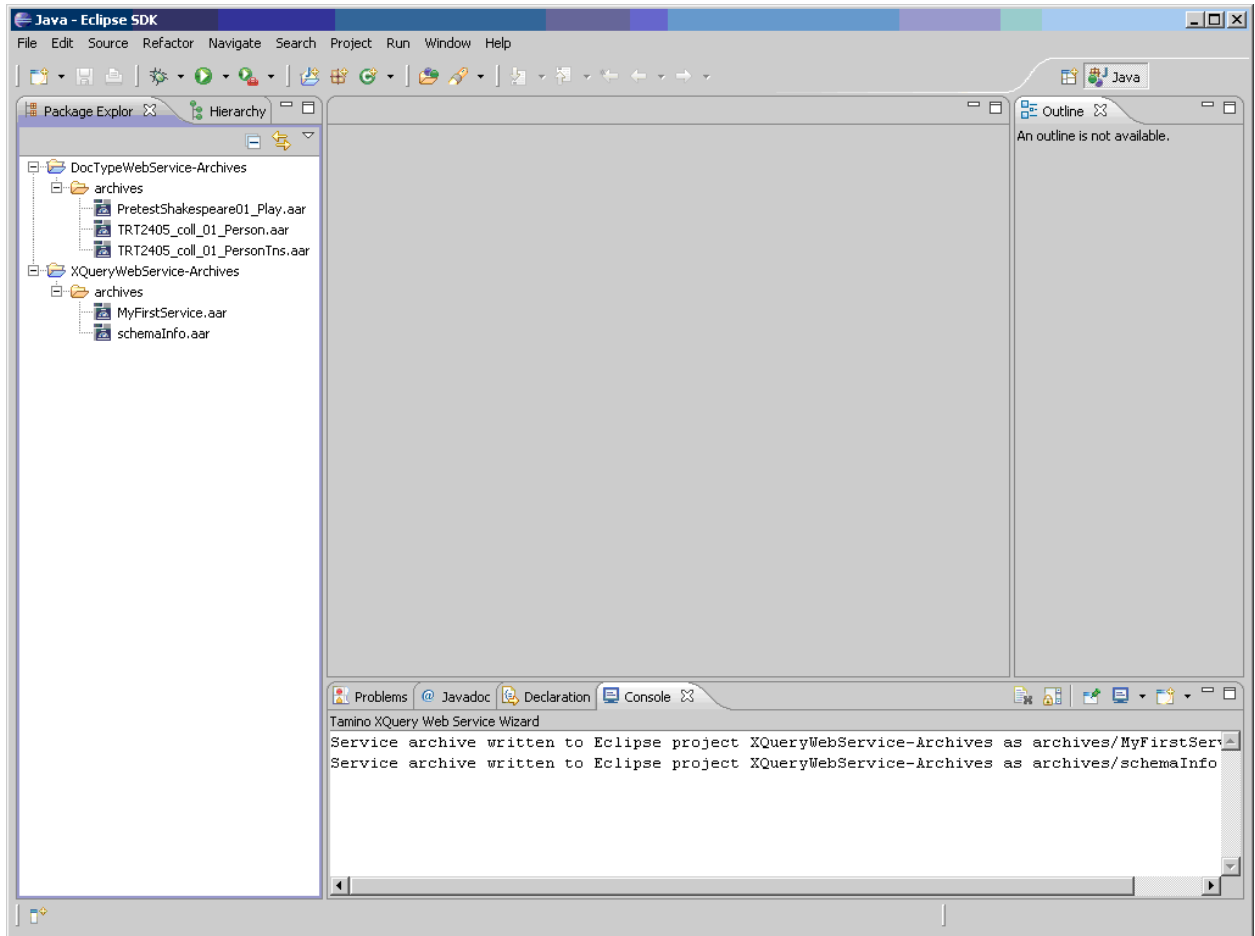 Java - Eclipse SDK
File Edit Source Refactor Navigate Search Project Run Window Help
Java
Package Explor
Hierarchy
Outline
An outline is not available.
DocTypeWebService-Archives
archives
PretestShakespeare01_Play.aar
TRT2405_coll_01_Person.aar
TRT2405_coll_01_PersonTns.aar
XQueryWebService-Archives
archives
MyFirstService.aar
schemaInfo.aar
Problems @ Javadoc Declaration Console
Tamino XQuery Web Service Wizard
Service archive written to Eclipse project XQueryWebService-Archives as archives/MyFirstServ
Service archive written to Eclipse project XQueryWebService-Archives as archives/schemaInfo